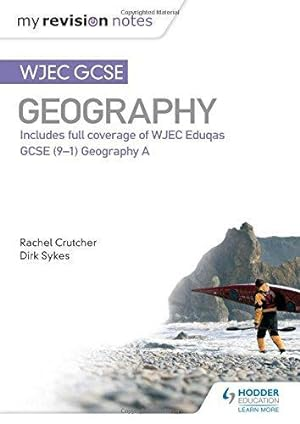 my revision notes
WJEC GCSE
GEOGRAPHY
Includes full coverage of WJEC Eduqas
GCSE (9–1) Geography A
Rachel Crutcher
Dirk Sykes
HODDER
EDUCATION
LEARN MORE